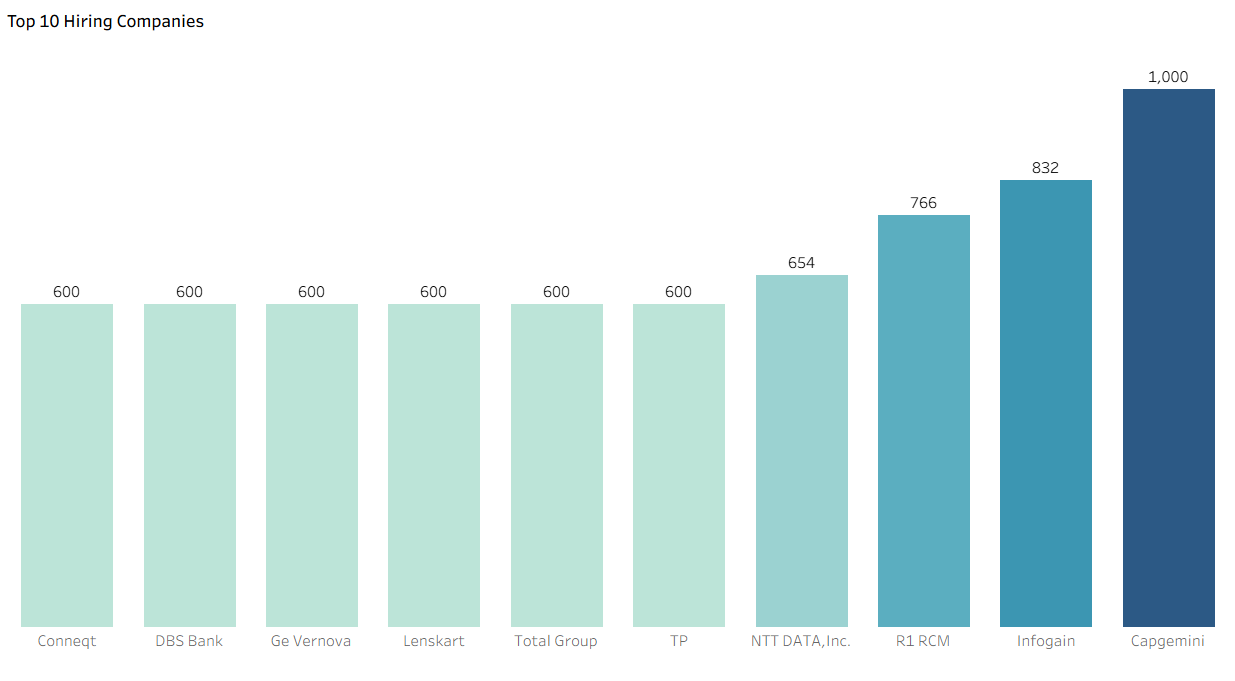 Top 10 Hiring Companies
1,000
832
766
654
600 600 600 600 600 600
Conneqt DBS Bank Ge Vernova Lenskart Total Group TP NTT DATA,Inc. R1 RCM Infogain Capgemini